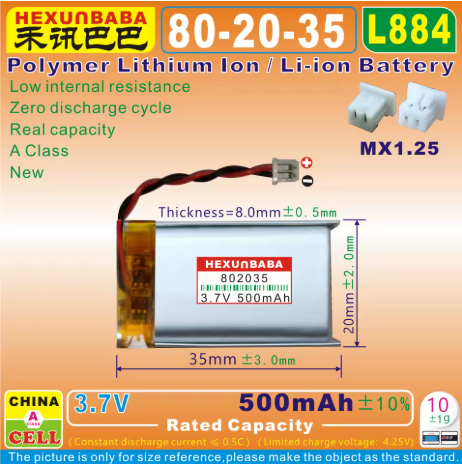 HEXUNBABA
禾讯巴巴
80-20-35
L884
Polymer Lithium Ion / Li-ion Battery
Low internal resistance
Zero discharge cycle
Real capacity
A Class
New
MX1.25
Thickness=8.0mm±0.5mm
HEXUNBABA
802035
3.7V 500mAh
20mm±2.0mm
35mm±3.0mm
CHINA
A
class
CELL
3.7V
500mAh±10%
Rated Capacity
10
±1g
(Constant discharge current ≤ 0.5C) (Limited charge voltage: 4.25V)
The picture is only for size reference,please make the object as the standard.